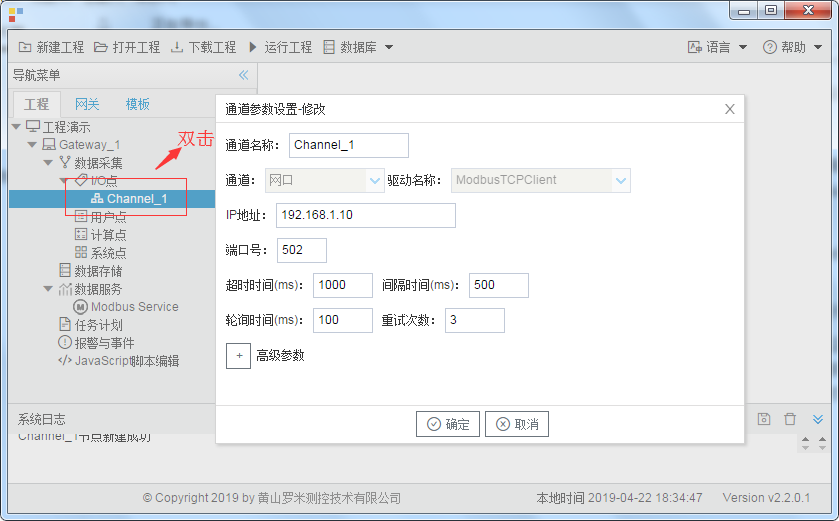 新建工程 打开工程 下载工程 运行工程 数据库 语言 帮助
导航菜单
工程 网关 模板
工程演示
Gateway_1
数据采集
I/O点
Channel_1
用户点
计算点
系统点
数据存储
数据服务
Modbus Service
任务计划
报警与事件
JavaScript脚本编辑
双击
通道参数设置-修改
通道名称: Channel_1
通道: 网口 驱动名称: ModbusTCPClient
IP地址: 192.168.1.10
端口号: 502
超时时间(ms): 1000 间隔时间(ms): 500
轮询时间(ms): 100 重试次数: 3
+ 高级参数
确定 取消
系统日志
Channel_1节点新建成功
© Copyright 2019 by 黄山罗米测控技术有限公司 本地时间 2019-04-22 18:34:47 Version v2.2.0.1